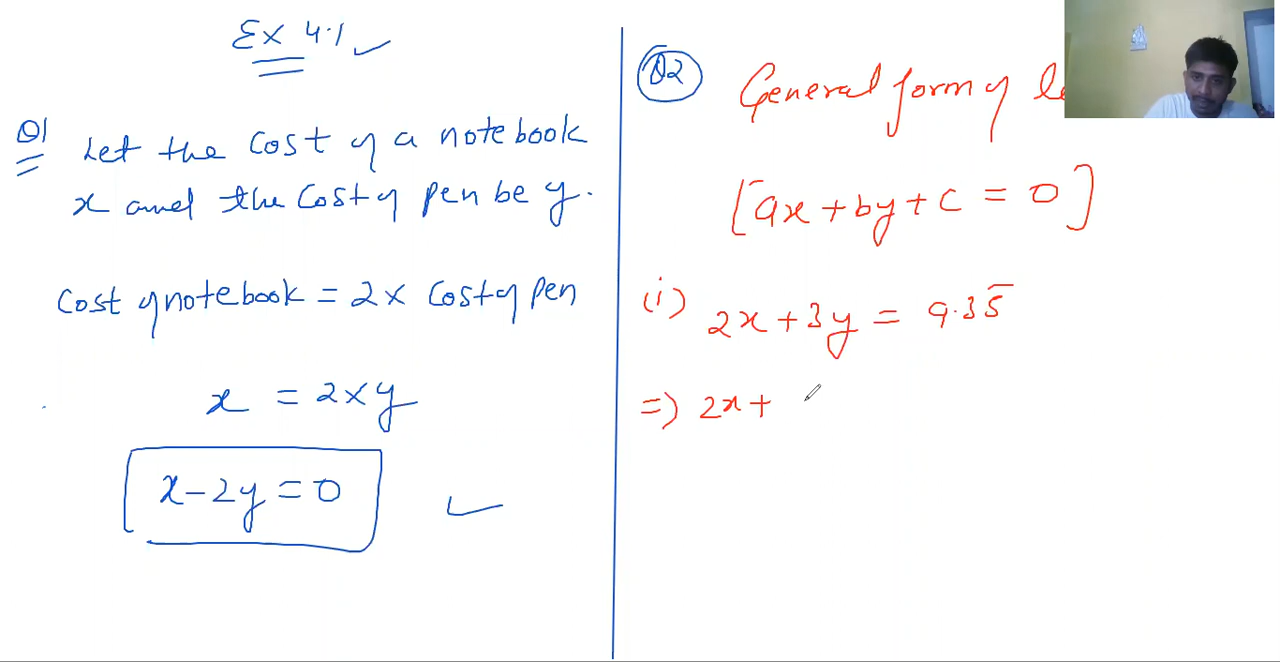 Ex 4.1
Q1 Let the cost of a notebook
x and the cost of pen be y.
cost of notebook = 2 x cost of pen
x = 2 x y
x - 2y = 0
Q2 General form of
[ax + by + c = 0]
(i) 2x + 3y = 9.35
=) 2x +